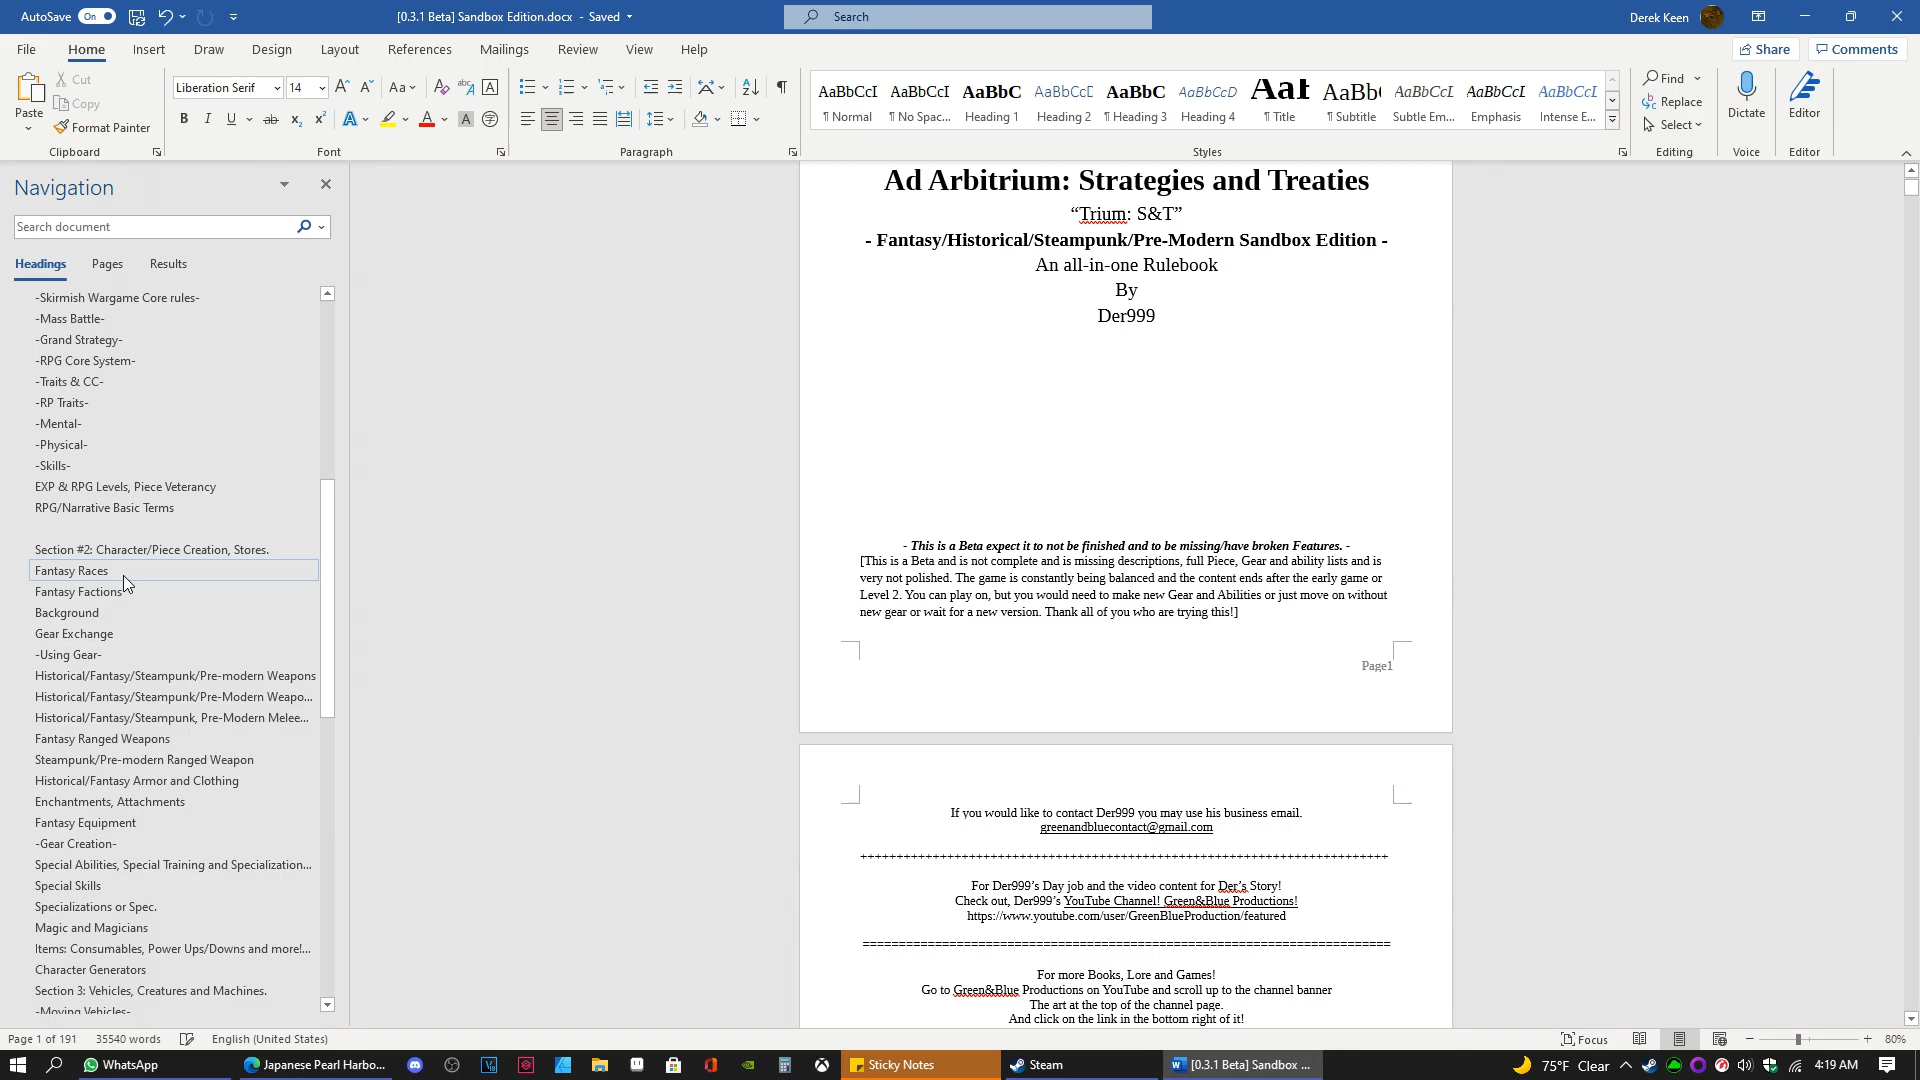 AutoSave On [0.3.1 Beta] Sandbox Edition.docx - Saved Search Derek Keen
File Home Insert Draw Design Layout References Mailings Review View Help Share Comments
Paste Cut Copy Format Painter
Clipboard
Liberation Serif 14
Font
Paragraph
AaBbCcI AaBbCcI AaBbC AaBbCcE AaBbC AaBbCcD AaI AaBb( AaBbCcL AaBbCcL AaBbCcL
¶ Normal ¶ No Spac... Heading 1 ¶ Heading 2 ¶ Heading 3 Heading 4 ¶ Title ¶ Subtitle Subtle Em... Emphasis Intense E...
Styles
Find
Replace
Select
Editing
Dictate
Voice
Editor
Editor
Navigation
Search document
Headings Pages Results
-Skirmish Wargame Core rules-
-Mass Battle-
-Grand Strategy-
-RPG Core System-
-Traits & CC-
-RP Traits-
-Mental-
-Physical-
-Skills-
EXP & RPG Levels, Piece Veterancy
RPG/Narrative Basic Terms
Section #2: Character/Piece Creation, Stores.
Fantasy Races
Fantasy Factions
Background
Gear Exchange
-Using Gear-
Historical/Fantasy/Steampunk/Pre-modern Weapons
Historical/Fantasy/Steampunk/Pre-Modern Weapo...
Historical/Fantasy/Steampunk, Pre-Modern Melee...
Fantasy Ranged Weapons
Steampunk/Pre-modern Ranged Weapon
Historical/Fantasy Armor and Clothing
Enchantments, Attachments
Fantasy Equipment
-Gear Creation-
Special Abilities, Special Training and Specialization...
Special Skills
Specializations or Spec.
Magic and Magicians
Items: Consumables, Power Ups/Downs and more!...
Character Generators
Section 3: Vehicles, Creatures and Machines.
-Moving Vehicles-
Ad Arbitrium: Strategies and Treaties
“Trium: S&T”
- Fantasy/Historical/Steampunk/Pre-Modern Sandbox Edition -
An all-in-one Rulebook
By
Der999
- This is a Beta expect it to not be finished and to be missing/have broken Features. -
[This is a Beta and is not complete and is missing descriptions, full Piece, Gear and ability lists and is
very not polished. The game is constantly being balanced and the content ends after the early game or
Level 2. You can play on, but you would need to make new Gear and Abilities or just move on without
new gear or wait for a new version. Thank all of you who are trying this!]
Page1
If you would like to contact Der999 you may use his business email.
greenandbluecontact@gmail.com
++++++++++++++++++++++++++++++++++++++++++++++++++++++++++++++++++++++++
For Der999’s Day job and the video content for Der’s Story!
Check out, Der999’s YouTube Channel! Green&Blue Productions!
https://www.youtube.com/user/GreenBlueProduction/featured
========================================================================
For more Books, Lore and Games!
Go to Green&Blue Productions on YouTube and scroll up to the channel banner
The art at the top of the channel page.
And click on the link in the bottom right of it!
Page 1 of 191 35540 words English (United States) Focus 80%
WhatsApp Japanese Pearl Harbo... Sticky Notes Steam [0.3.1 Beta] Sandbox ... 75°F Clear 4:19 AM